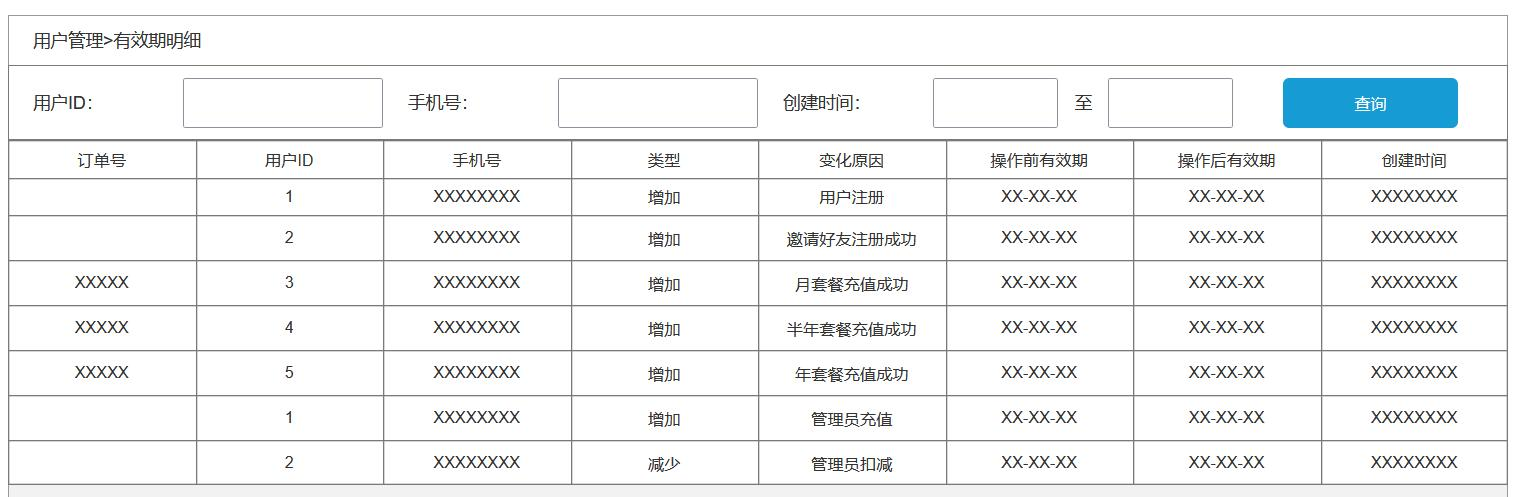 用户管理>有效期明细
用户ID： 手机号： 创建时间： 至 查询
订单号 用户ID 手机号 类型 变化原因 操作前有效期 操作后有效期 创建时间
1 XXXXXXXX 增加 用户注册 XX-XX-XX XX-XX-XX XXXXXXXX
2 XXXXXXXX 增加 邀请好友注册成功 XX-XX-XX XX-XX-XX XXXXXXXX
XXXXX 3 XXXXXXXX 增加 月套餐充值成功 XX-XX-XX XX-XX-XX XXXXXXXX
XXXXX 4 XXXXXXXX 增加 半年套餐充值成功 XX-XX-XX XX-XX-XX XXXXXXXX
XXXXX 5 XXXXXXXX 增加 年套餐充值成功 XX-XX-XX XX-XX-XX XXXXXXXX
1 XXXXXXXX 增加 管理员充值 XX-XX-XX XX-XX-XX XXXXXXXX
2 XXXXXXXX 减少 管理员扣减 XX-XX-XX XX-XX-XX XXXXXXXX